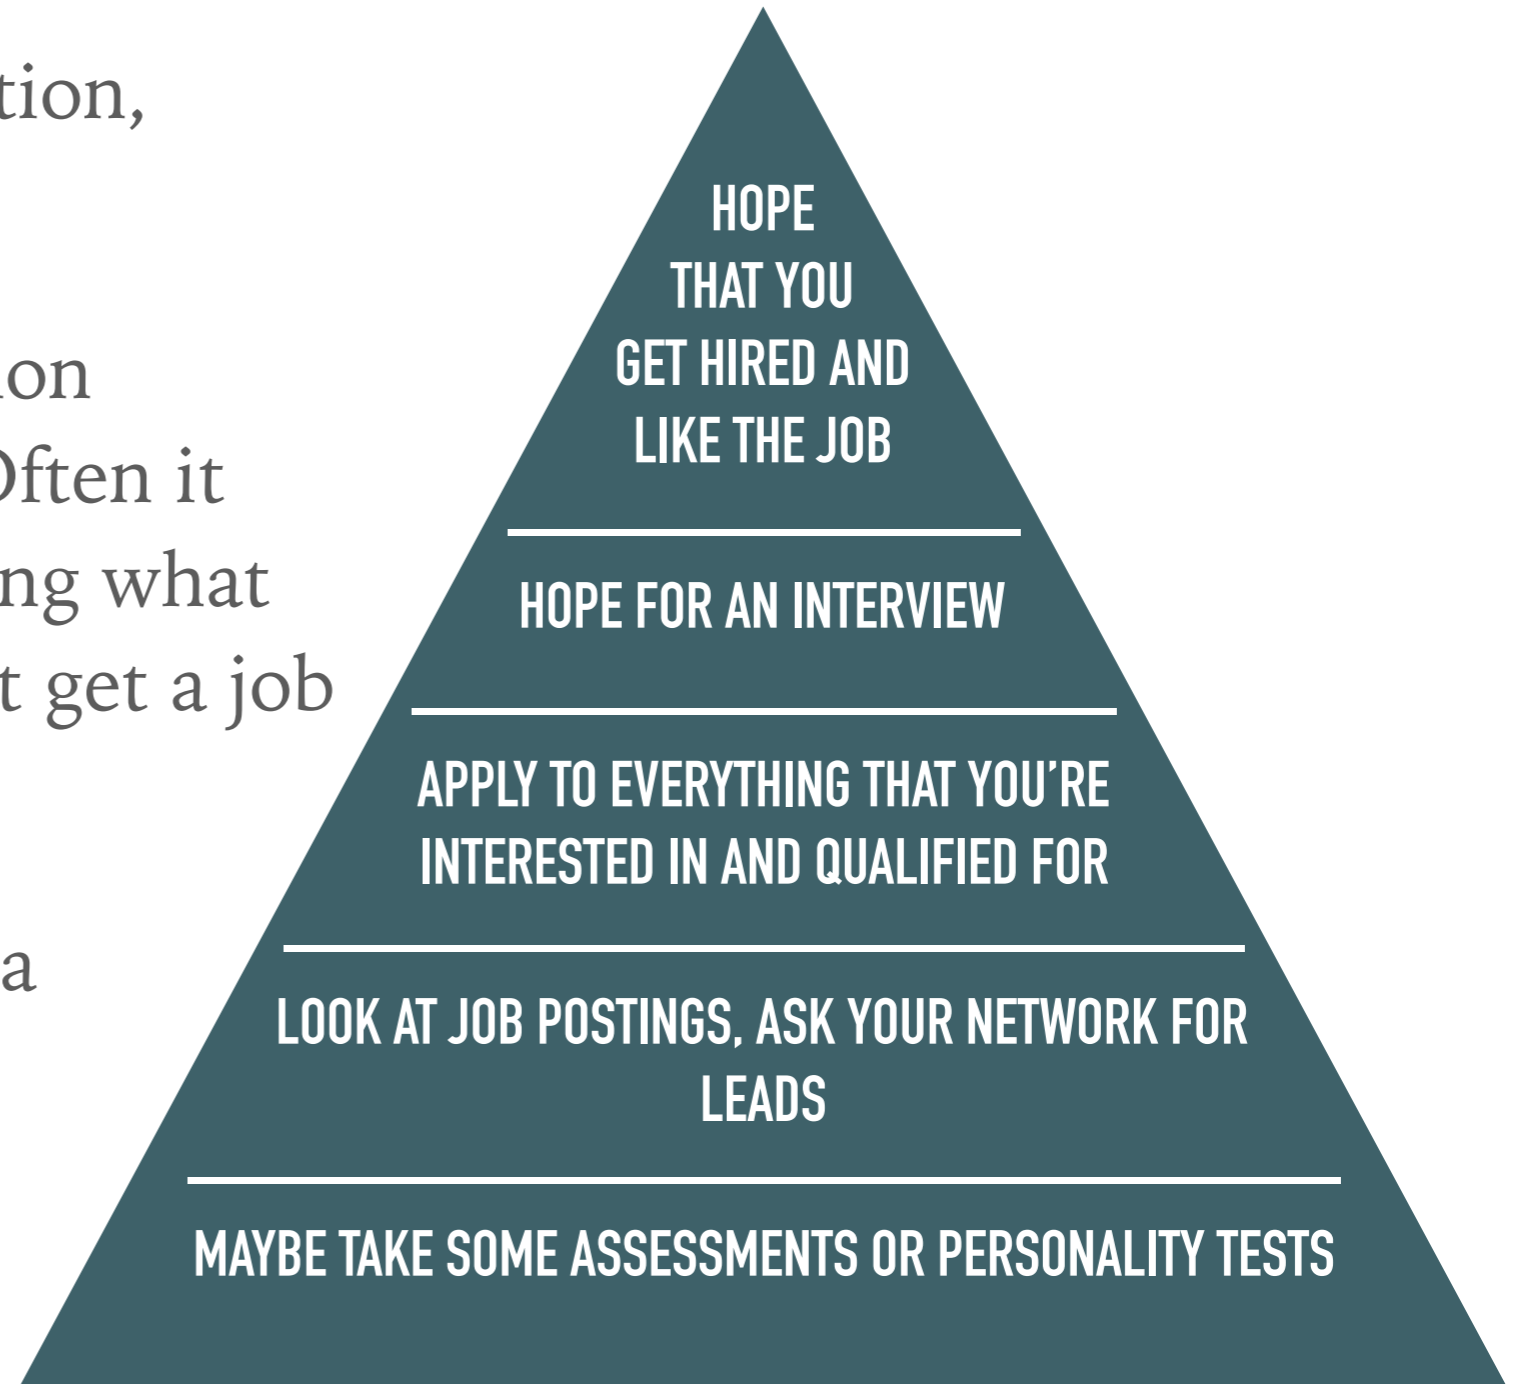 tion,
on
Often it
ng what
t get a job
a
HOPE
THAT YOU
GET HIRED AND
LIKE THE JOB
HOPE FOR AN INTERVIEW
APPLY TO EVERYTHING THAT YOU'RE
INTERESTED IN AND QUALIFIED FOR
LOOK AT JOB POSTINGS, ASK YOUR NETWORK FOR
LEADS
MAYBE TAKE SOME ASSESSMENTS OR PERSONALITY TESTS